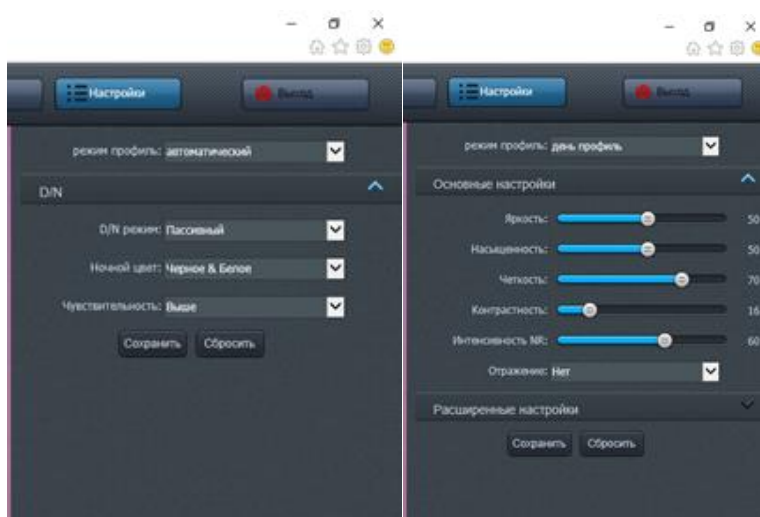 Настройки
Выход
режим профиль: автоматический
D/N
D/N режим: Пассивный
Ночной цвет: Черное & Белое
Чувствительность: Выше
Сохранить Сбросить
Настройки
Выход
режим профиль: день профиль
Основные настройки
Яркость: 50
Насыщенность: 50
Четкость: 70
Контрастность: 16
Интенсивность NR: 60
Отражение: Нет
Расширенные настройки
Сохранить Сбросить